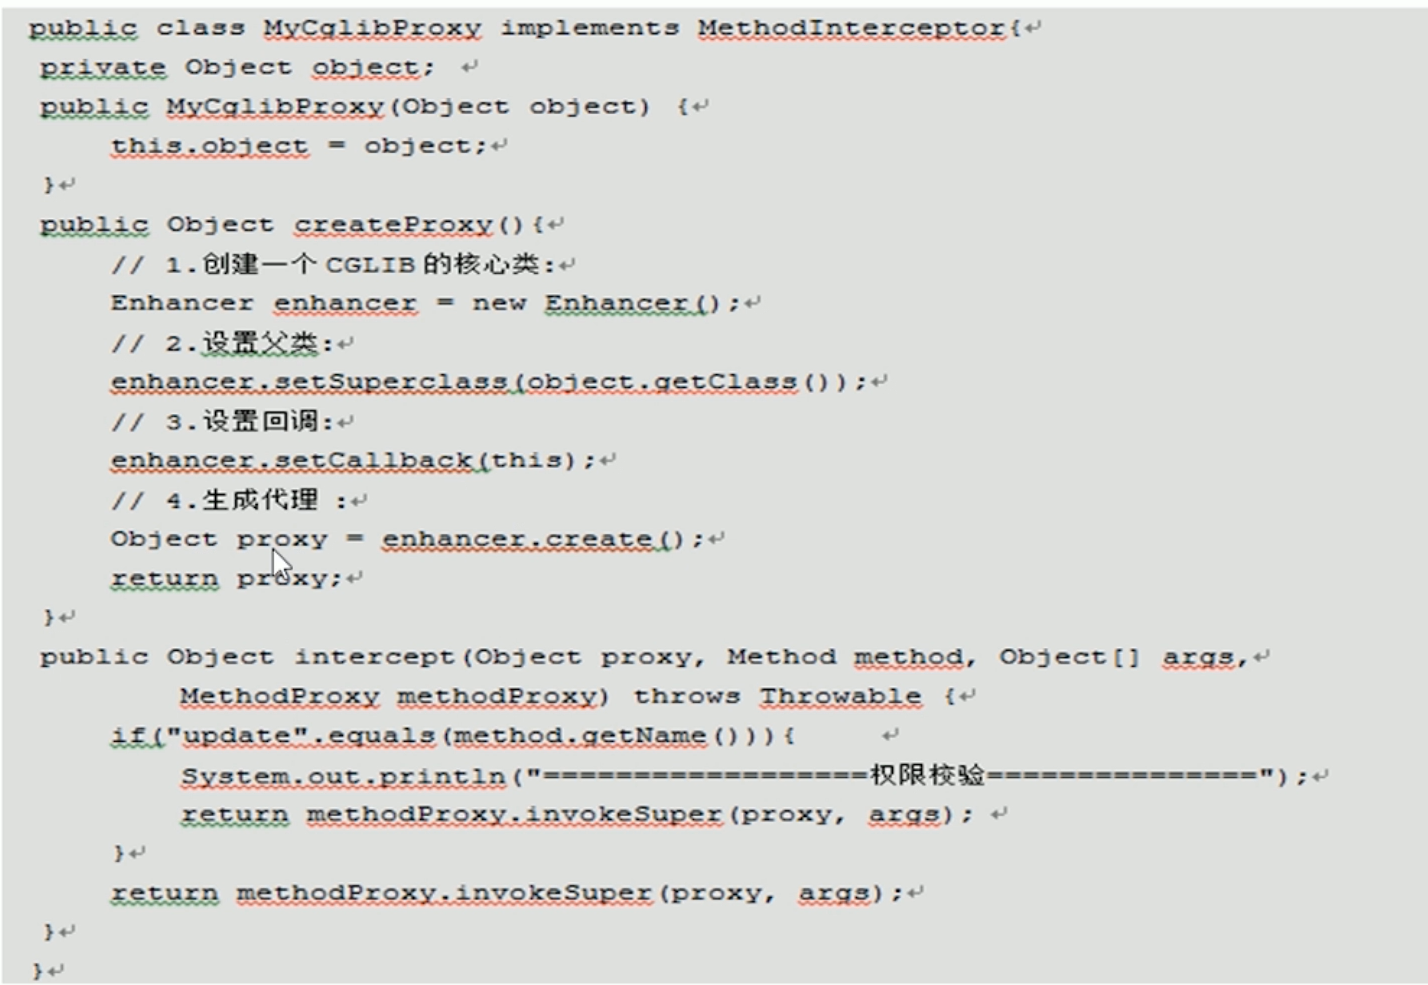 public class MyCglibProxy implements MethodInterceptor{
private Object object;
public MyCglibProxy(Object object) {
this.object = object;
}
public Object createProxy(){
// 1.创建一个 CGLIB 的核心类:
Enhancer enhancer = new Enhancer();
// 2.设置父类:
enhancer.setSuperclass(object.getClass());
// 3.设置回调:
enhancer.setCallback(this);
// 4.生成代理 :
Object proxy = enhancer.create();
return proxy;
}
public Object intercept(Object proxy, Method method, Object[] args,
MethodProxy methodProxy) throws Throwable {
if("update".equals(method.getName())){
System.out.println("==================权限校验===============");
return methodProxy.invokeSuper(proxy, args);
}
return methodProxy.invokeSuper(proxy, args);
}
}